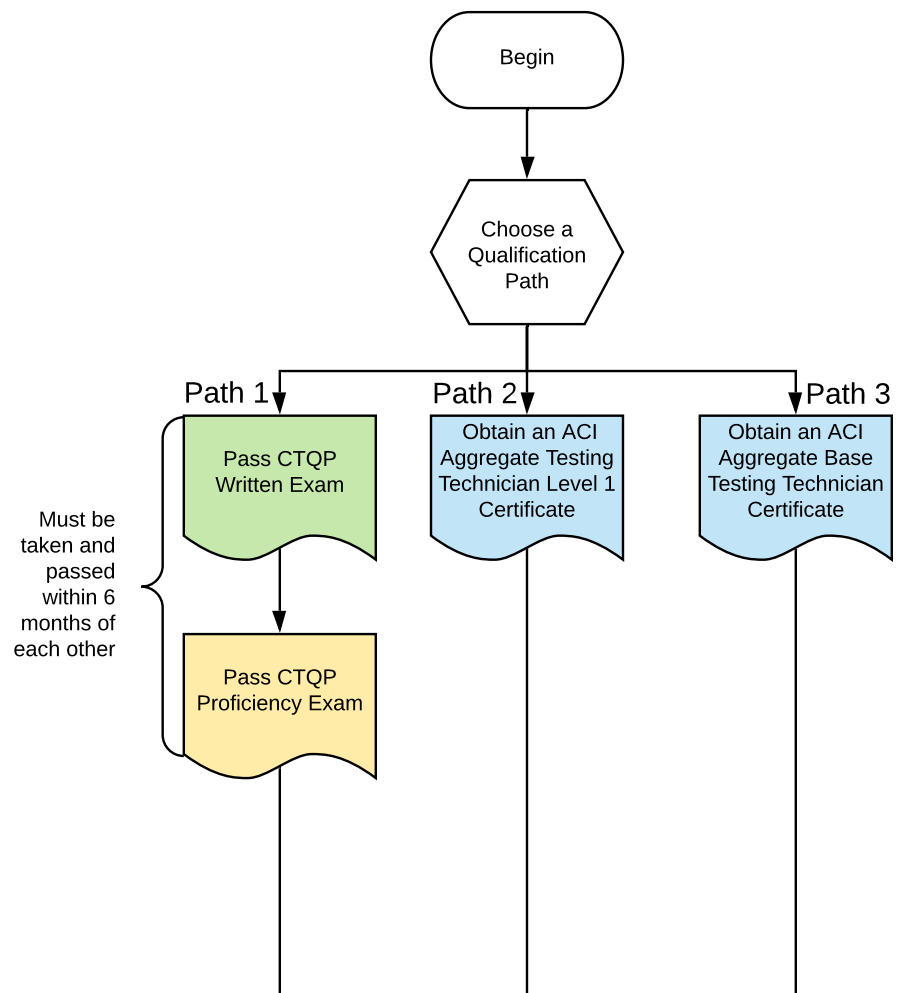 Begin
Choose a
Qualification
Path
Path 1
Path 2
Path 3
Pass CTQP
Written Exam
Obtain an ACI
Aggregate Testing
Technician Level 1
Certificate
Obtain an ACI
Aggregate Base
Testing Technician
Certificate
Must be
taken and
passed
within 6
months of
each other
Pass CTQP
Proficiency Exam